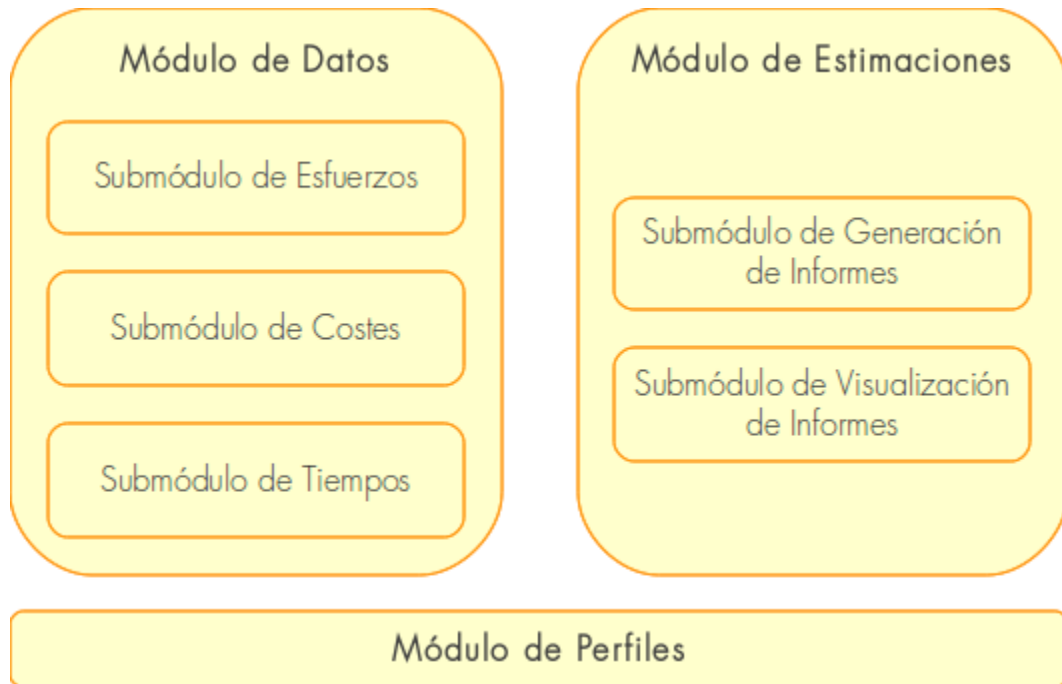 Módulo de Datos
Submódulo de Esfuerzos
Submódulo de Costes
Submódulo de Tiempos
Módulo de Estimaciones
Submódulo de Generación
de Informes
Submódulo de Visualización
de Informes
Módulo de Perfiles